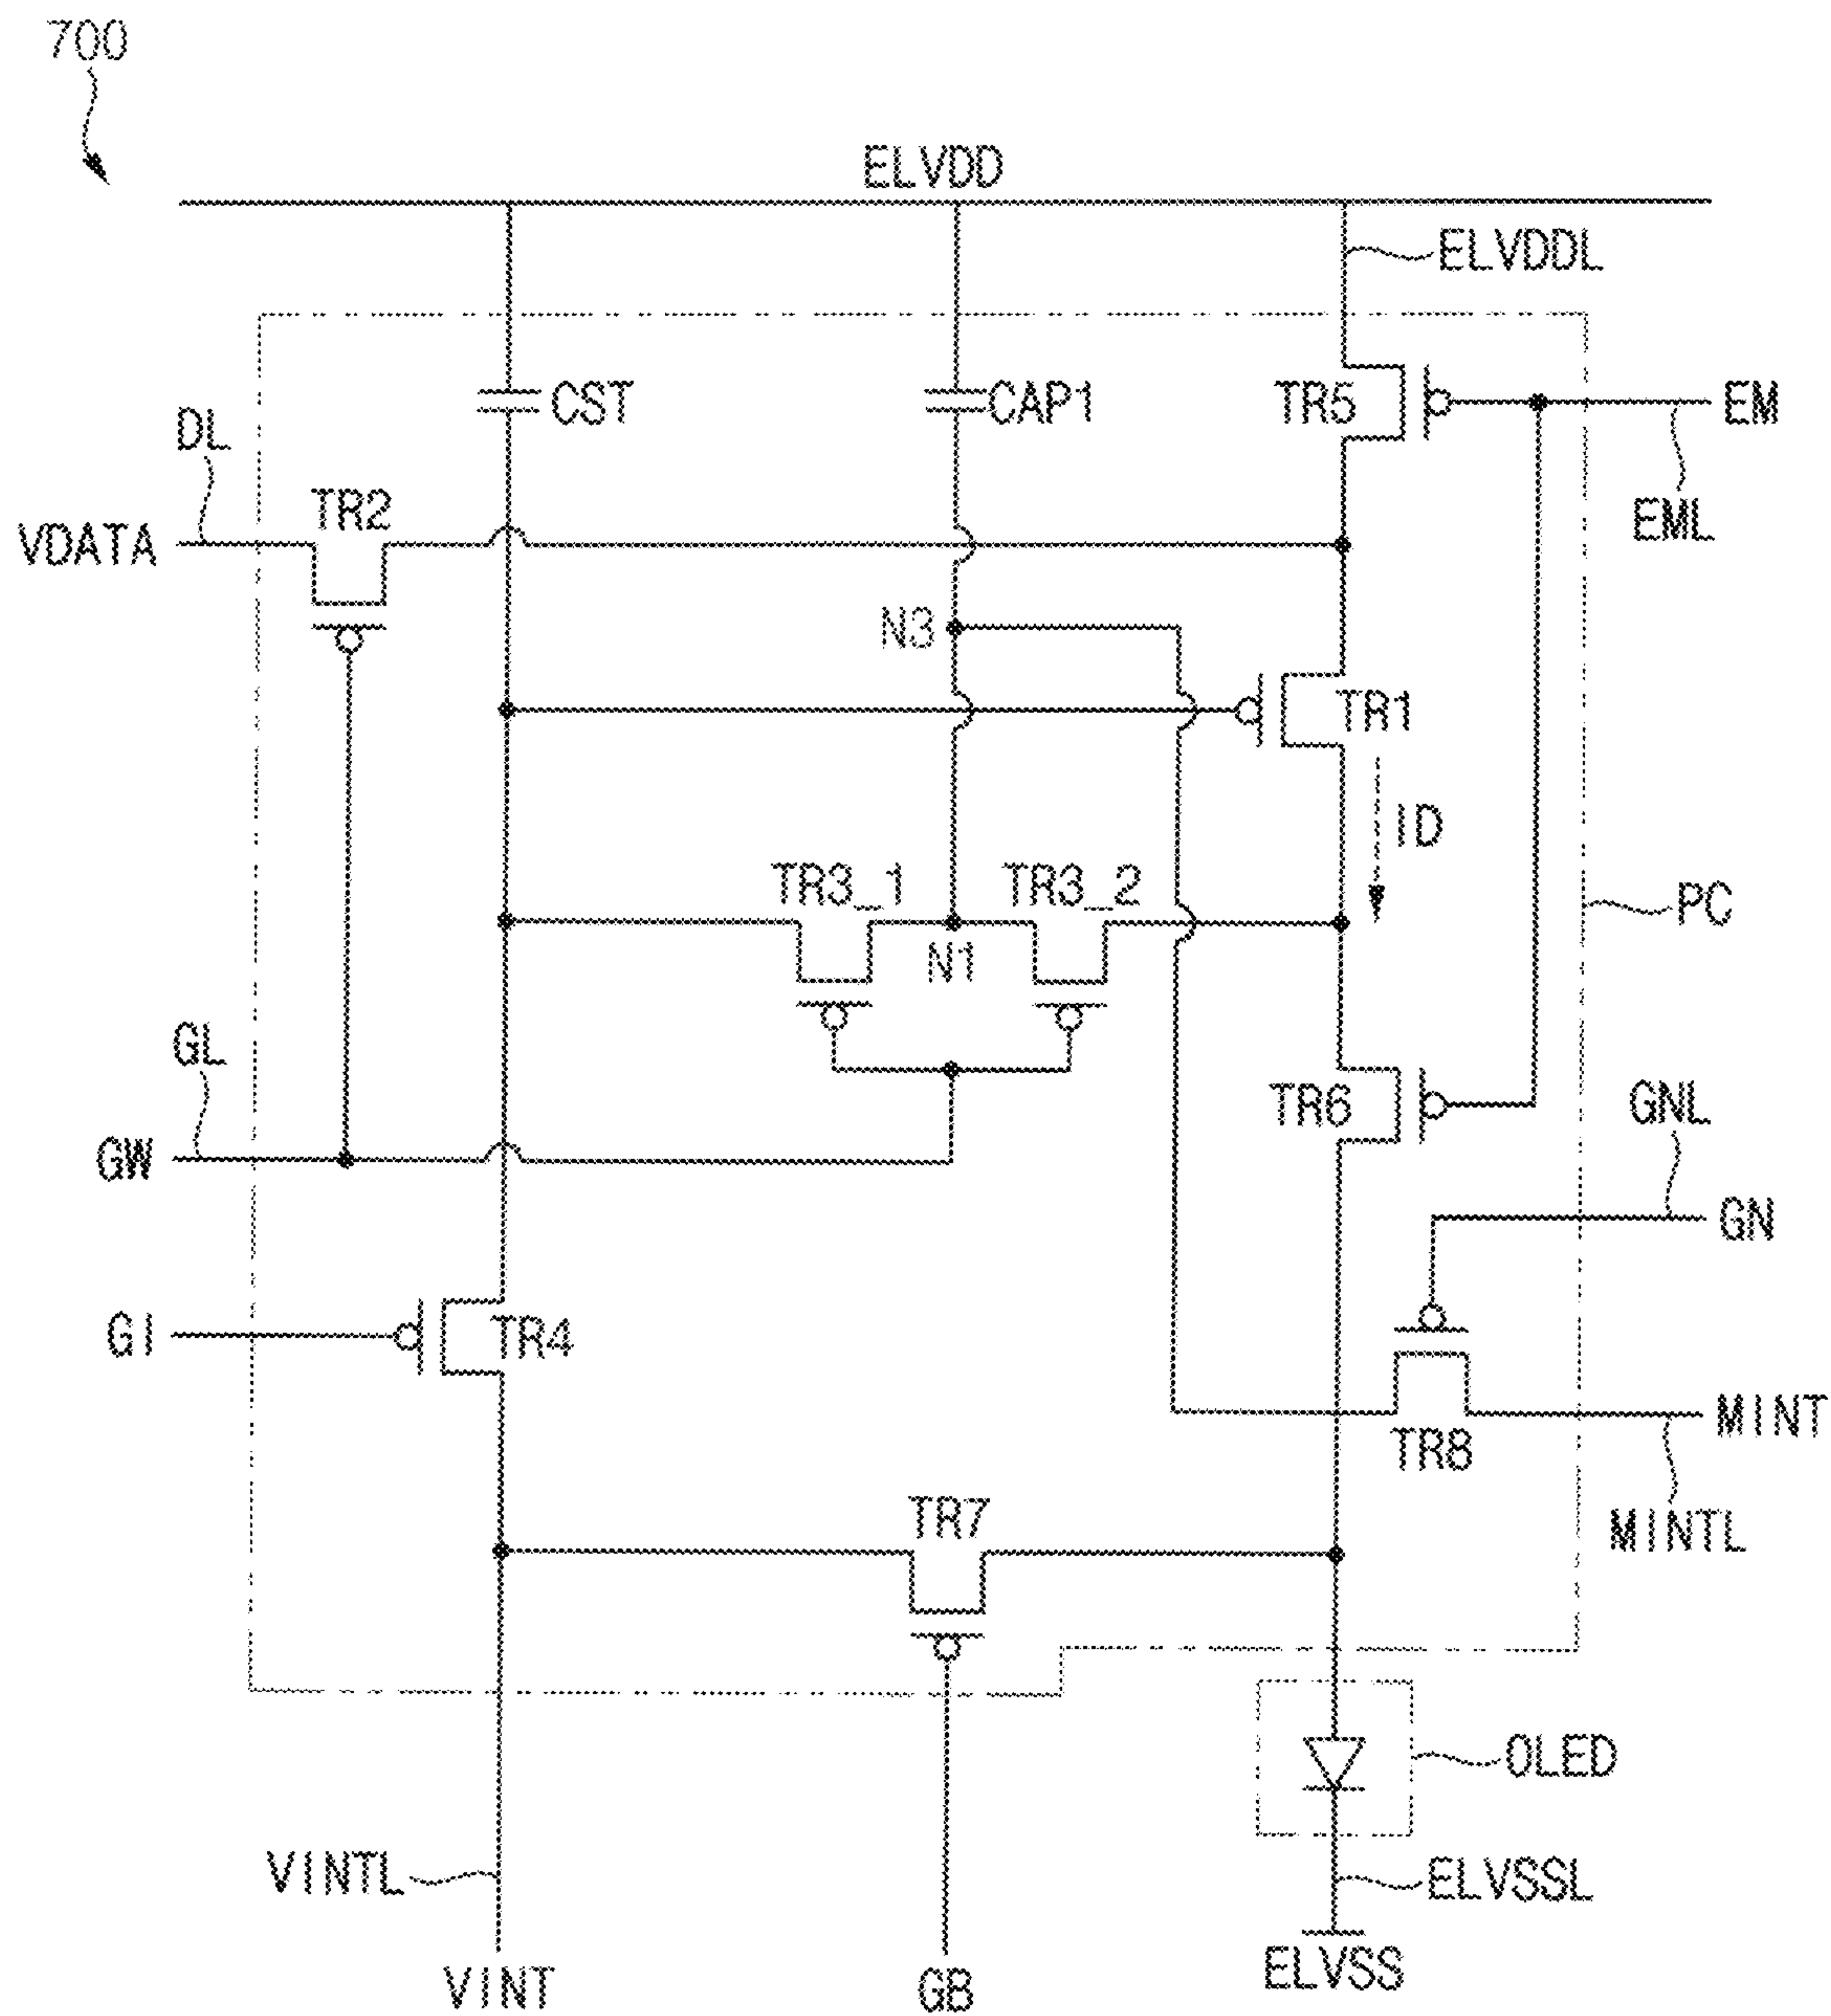 700
ELVDD
ELVDDL
CST
CAP1
TR5
EM
DL
TR2
EML
VDATA
N3
TR1
ID
TR3_1
TR3_2
PC
N1
GL
TR6
GNL
GW
GN
GI
TR4
MINT
TR8
TR7
MINTL
OLED
VINTL
ELVSSL
VINT
GB
ELVSS